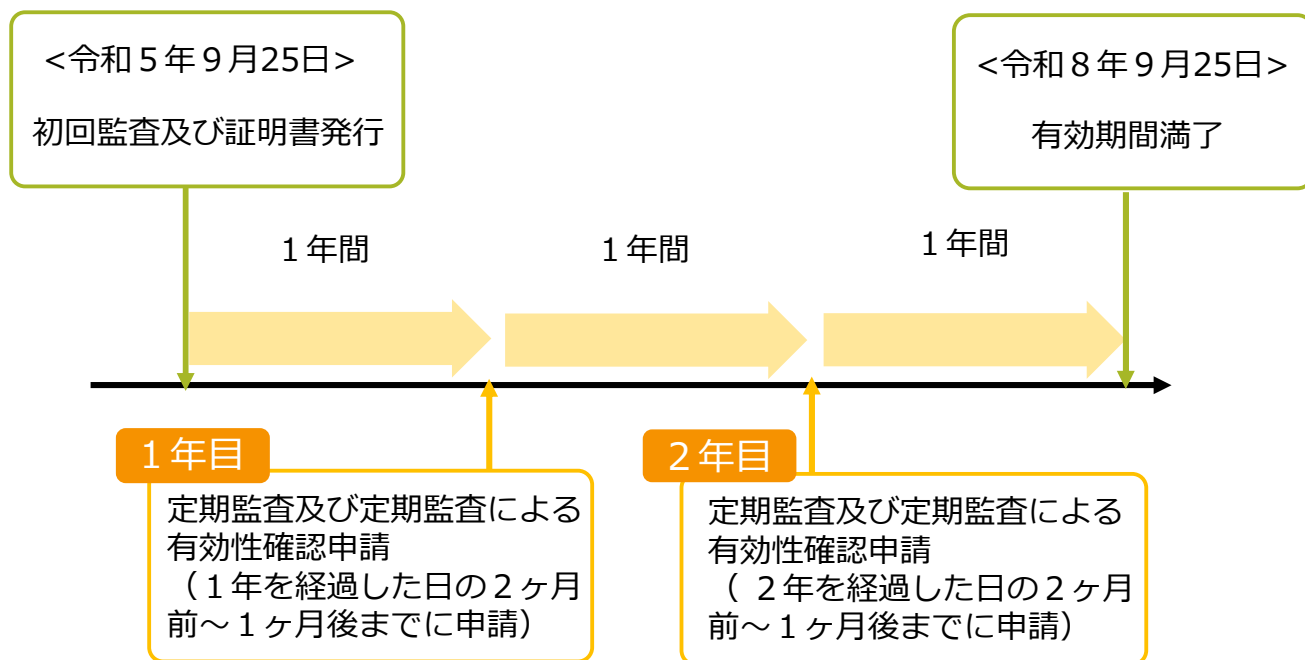 <令和５年９月25日>
初回監査及び証明書発行
<令和８年９月25日>
有効期間満了
１年間
１年間
１年間
１年目
定期監査及び定期監査による
有効性確認申請
（１年を経過した日の２ヶ月
前～１ヶ月後までに申請）
２年目
定期監査及び定期監査による
有効性確認申請
（ ２年を経過した日の２ヶ月
前～１ヶ月後までに申請）